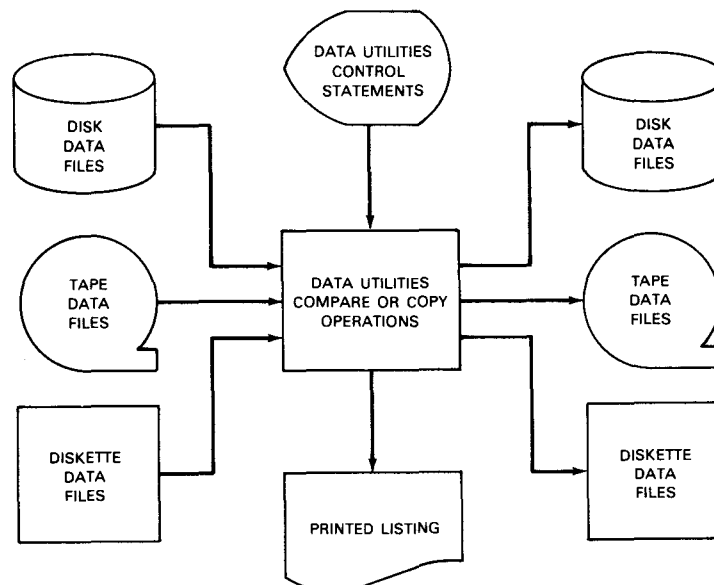 DATA UTILITIES
CONTROL
STATEMENTS
DISK
DATA
FILES
DISK
DATA
FILES
TAPE
DATA
FILES
DATA UTILITIES
COMPARE OR COPY
OPERATIONS
TAPE
DATA
FILES
DISKETTE
DATA
FILES
PRINTED LISTING
DISKETTE
DATA
FILES